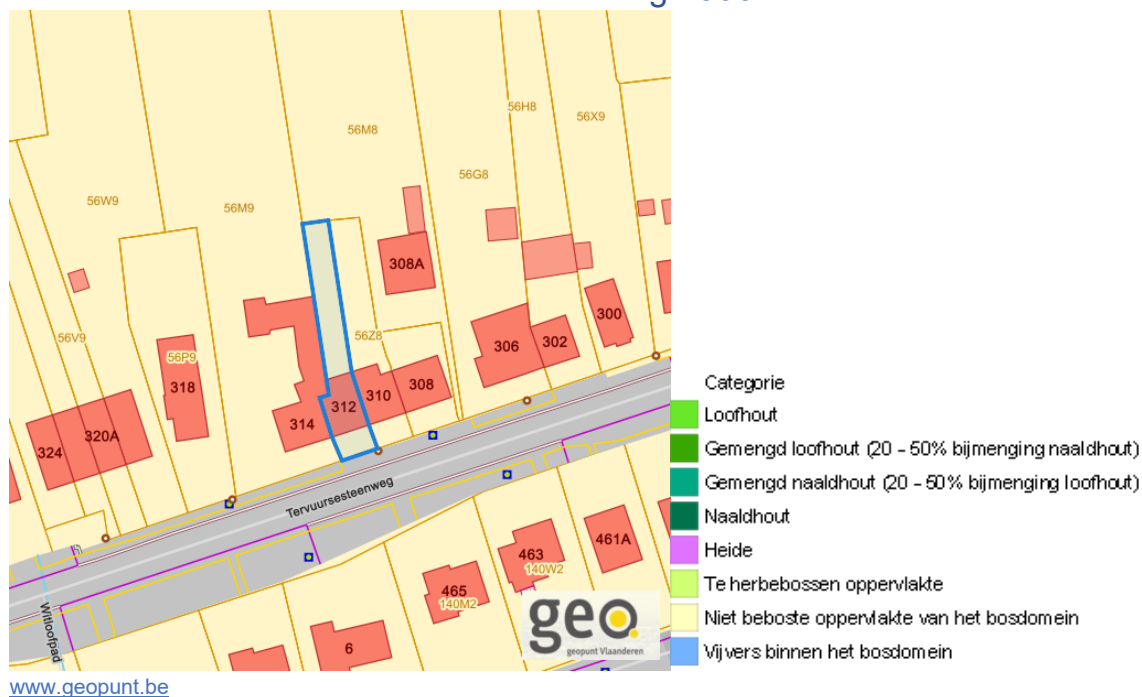 56H8
56X9
56M8
56G8
56W9
56M9
308A
300
56V9
56Z8
306
302
56P9
318
310
308
312
314
320A
324
Tervuursesteenweg
463
461A
140W2
465
140M2
6
Witloofpad
geo.
geopunt Vlaanderen
Categorie
Loofhout
Gemengd loofhout (20 - 50% bijmenging naaldhout)
Gemengd naaldhout (20 - 50% bijmenging loofhout)
Naaldhout
Heide
Te herbebossen oppervlakte
Niet beboste oppervlakte van het bosdomein
Vijvers binnen het bosdomein
www.geopunt.be